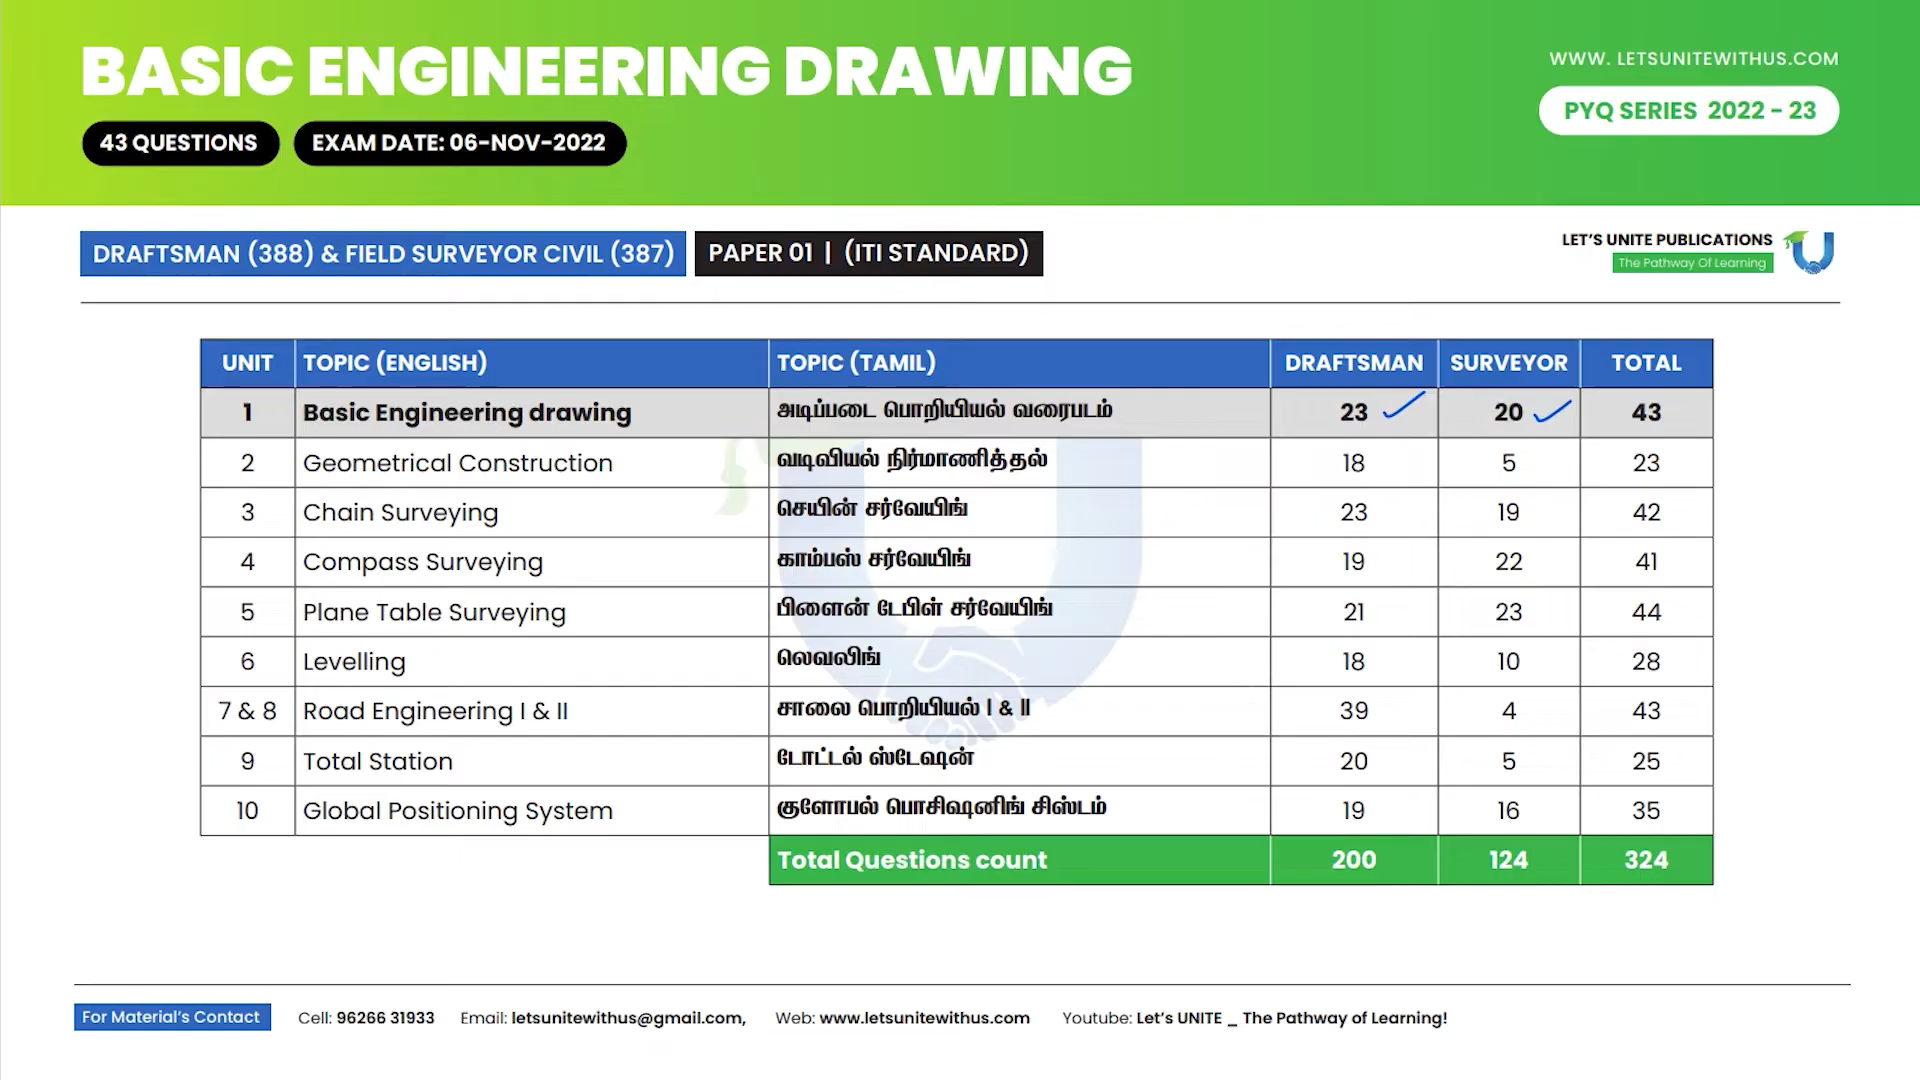 BASIC ENGINEERING DRAWING
43 QUESTIONS EXAM DATE: 06-NOV-2022
WWW. LETSUNITEWITHUS.COM
PYQ SERIES 2022 - 23
DRAFTSMAN (388) & FIELD SURVEYOR CIVIL (387) PAPER 01 | (ITI STANDARD)
LET'S UNITE PUBLICATIONS
The Pathway Of Learning
UNIT TOPIC (ENGLISH) TOPIC (TAMIL) DRAFTSMAN SURVEYOR TOTAL
1 Basic Engineering drawing அடிப்படை பொறியியல் வரைபடம் 23 20 43
2 Geometrical Construction வடிவியல் நிர்மாணித்தல் 18 5 23
3 Chain Surveying செயின் சர்வேயிங் 23 19 42
4 Compass Surveying காம்பஸ் சர்வேயிங் 19 22 41
5 Plane Table Surveying பிளைன் டேபிள் சர்வேயிங் 21 23 44
6 Levelling லெவலிங் 18 10 28
7 & 8 Road Engineering I & II சாலை பொறியியல் I & II 39 4 43
9 Total Station டோட்டல் ஸ்டேஷன் 20 5 25
10 Global Positioning System குளோபல் பொசிஷனிங் சிஸ்டம் 19 16 35
Total Questions count 200 124 324
For Material's Contact Cell: 96266 31933 Email: letsunitewithus@gmail.com, Web: www.letsunitewithus.com Youtube: Let's UNITE _ The Pathway of Learning!